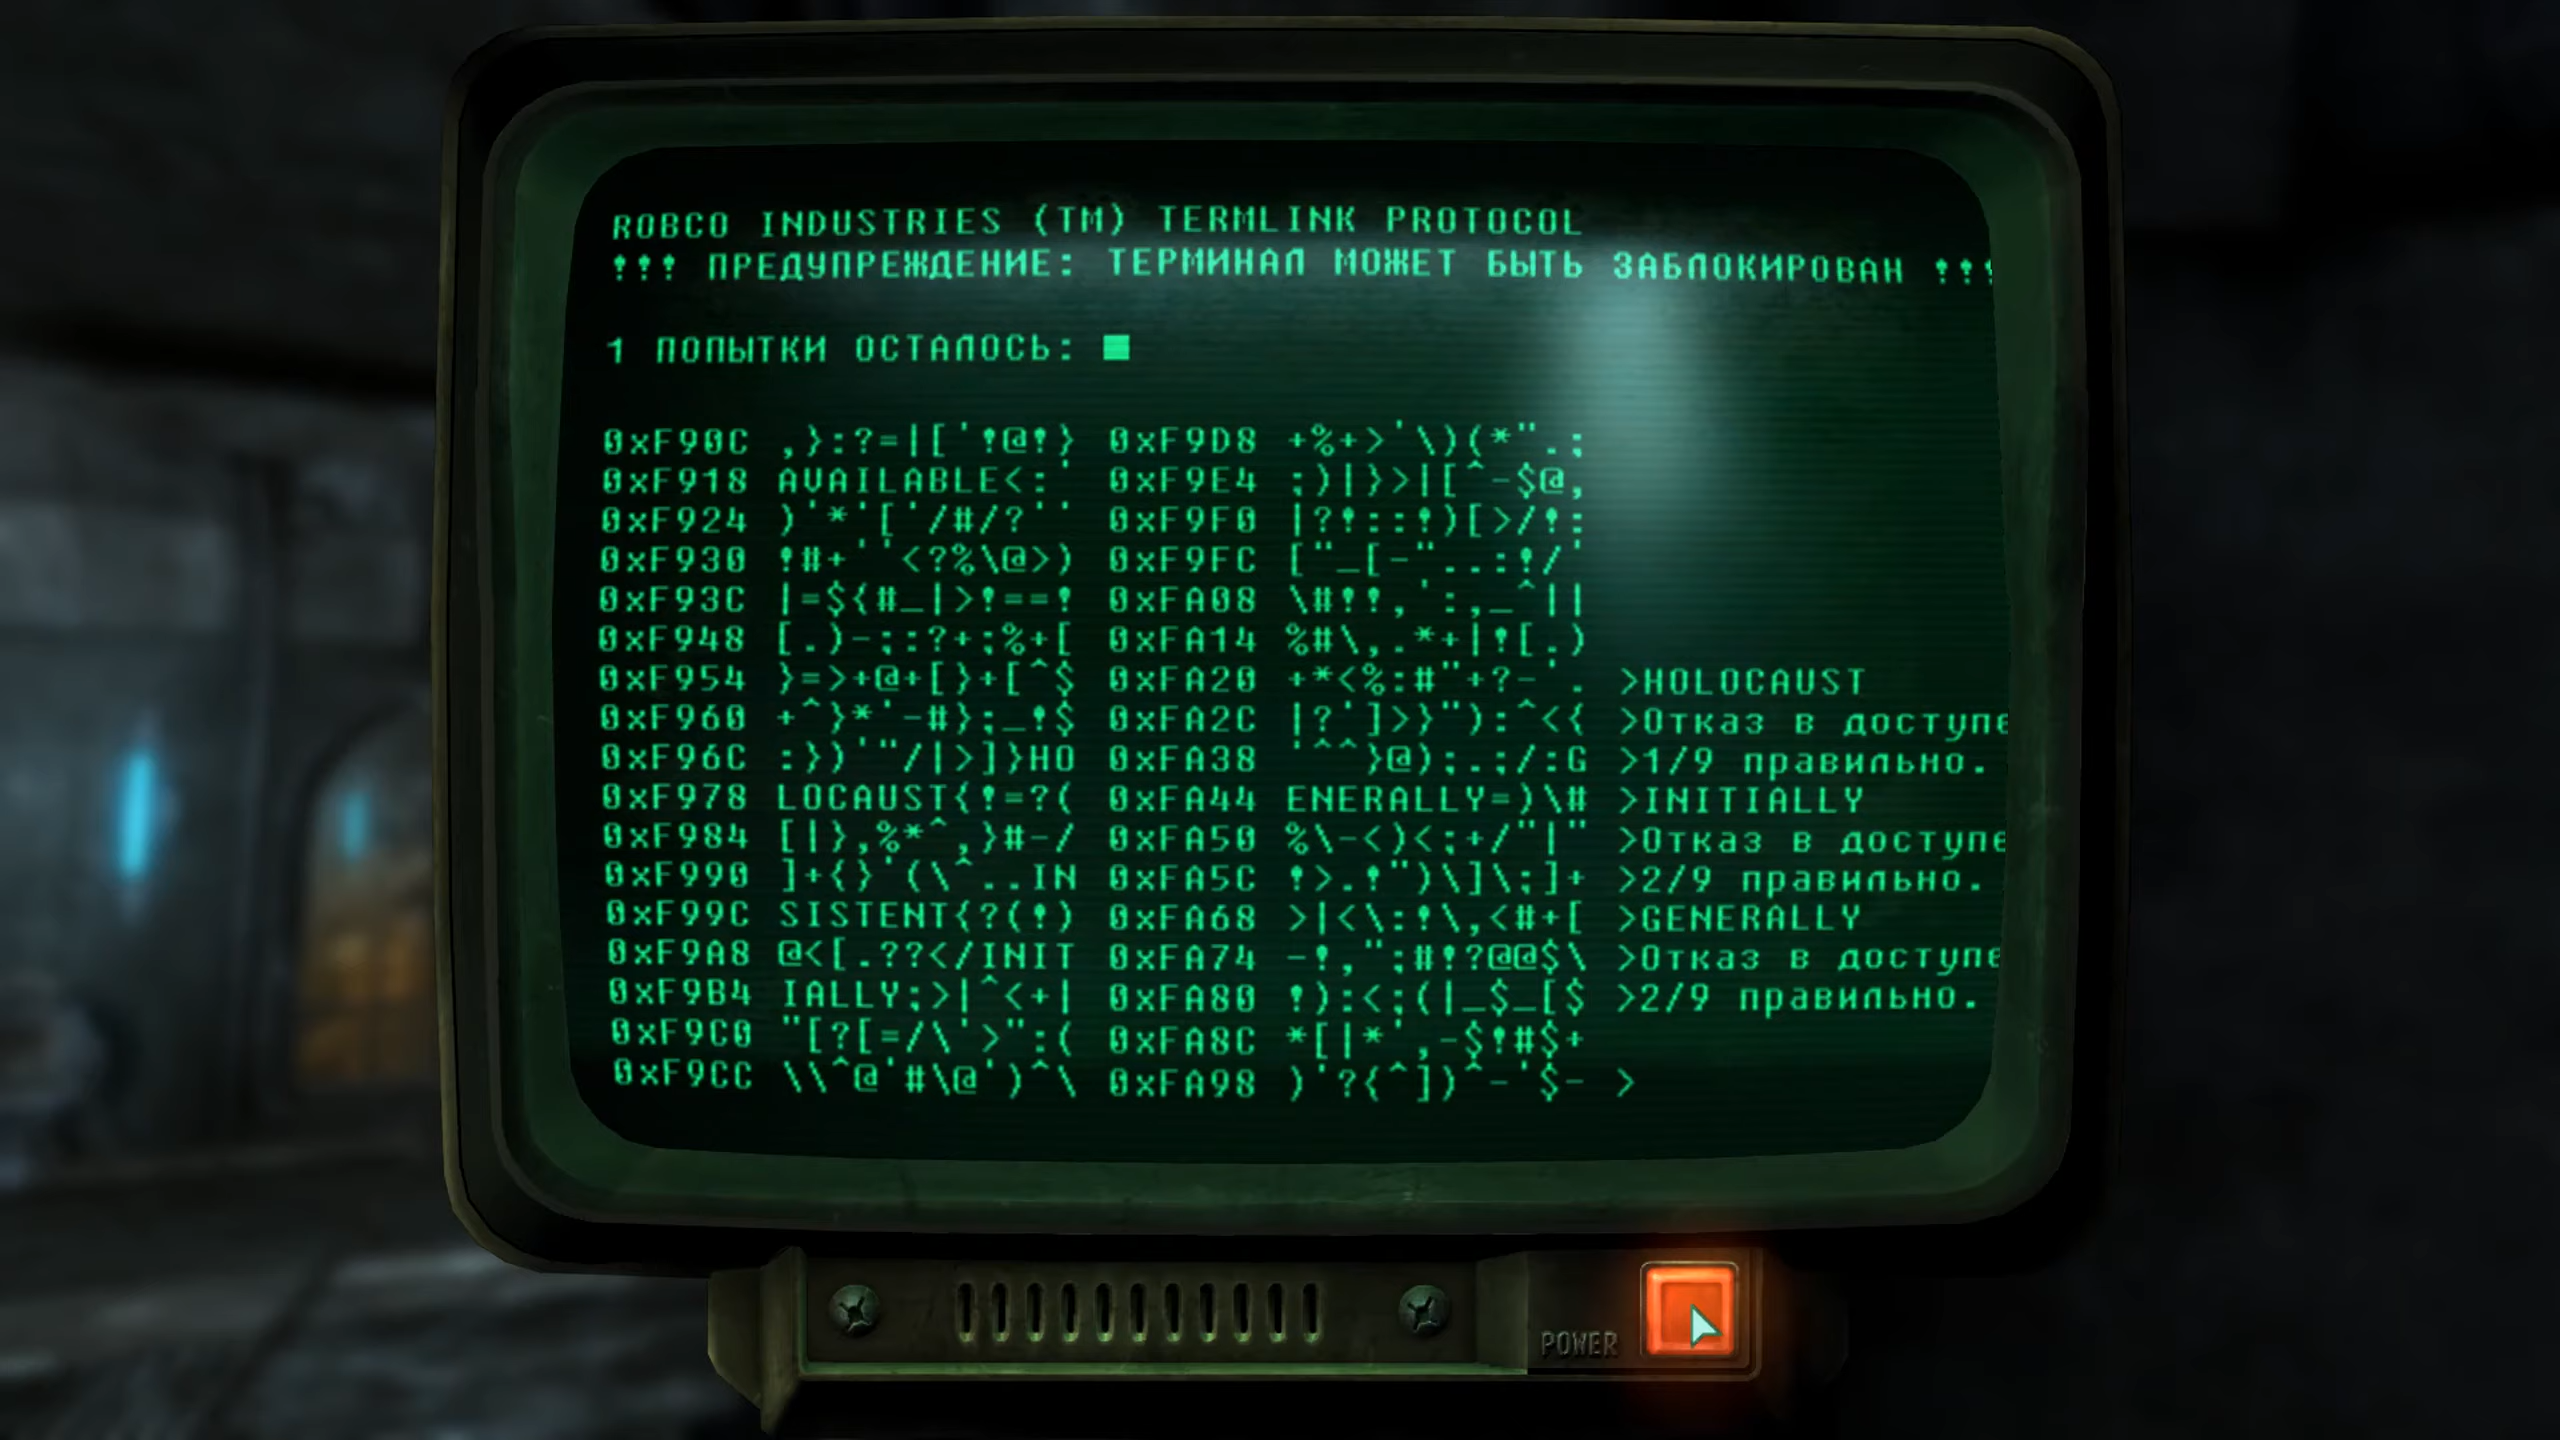 ROBCO INDUSTRIES (TM) TERMLINK PROTOCOL
!!! ПРЕДУПРЕЖДЕНИЕ: ТЕРМИНАЛ МОЖЕТ БЫТЬ ЗАБЛОКИРОВАН !!!
1 ПОПЫТКИ ОСТАЛОСЬ:
0xF90C ,}:?=|['!@!} 0xF9D8 +%+>'\)(*".;
0xF918 AVAILABLE<:' 0xF9E4 ;)|}>|[^-$@,
0xF924 )'*'['/#/?'' 0xF9F0 |?!::!)[>/!:
0xF930 !#+''<?%\@>) 0xF9FC ["_[-"..:!/'
0xF93C |=${#_|>!==! 0xFA08 \#!!,':,_^||
0xF948 [.)-;:?+;%+[ 0xFA14 %#\,.*+|![.)
0xF954 }=>+@+[}+[^$ 0xFA20 +*<%:#"+?-'. >HOLOCAUST
0xF960 +^}*'-#};_!$ 0xFA2C |?']>}"):^<{ >Отказ в доступе
0xF96C :})'"/|>]}HO 0xFA38 '^^}@);.;/:G >1/9 правильно.
0xF978 LOCAUST{!=?( 0xFA44 ENERALLY=)\# >INITIALLY
0xF984 [|},%*^,}#-/ 0xFA50 %\-<)<;+/"|" >Отказ в доступе
0xF990 ]+{}'(\^..IN 0xFA5C !>.!")\]\;]+ >2/9 правильно.
0xF99C SISTENT{?(!) 0xFA68 >|<\:!\,<#+[ >GENERALLY
0xF9A8 @<[.??</INIT 0xFA74 -!,";#!?@@$\ >Отказ в доступе
0xF9B4 IALLY;>|^<+| 0xFA80 !):<;(|_$_[$ >2/9 правильно.
0xF9C0 "[?[=/\'>":( 0xFA8C *[|*',-$!#$+
0xF9CC \\^@'#\@')^\ 0xFA98 )'?{^])^-'$- >
POWER